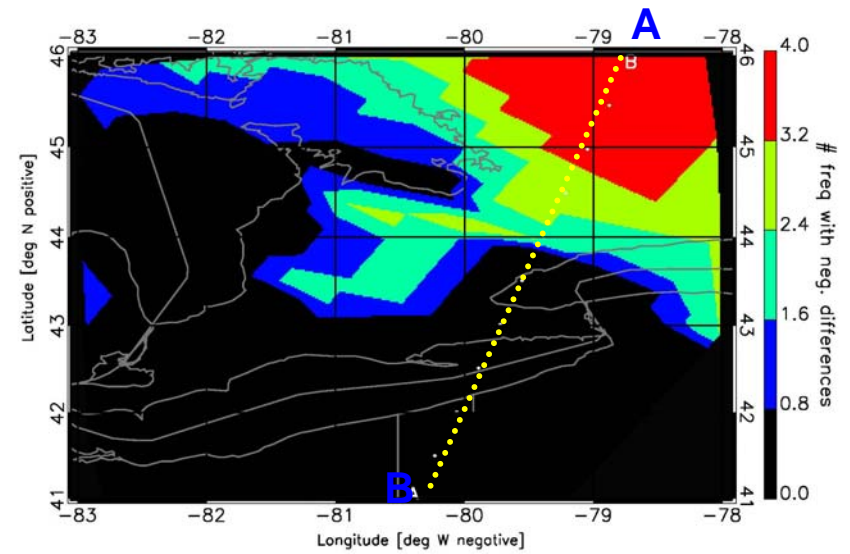 A
−83 −82 −81 −80 −79 −78
46 46 4.0
B
45 45 3.2
44 44 2.4
43 43 1.6
42 42 0.8
41 41 0.0
B A
−83 −82 −81 −80 −79 −78
Latitude [deg N positive]
Longitude [deg W negative]
# freq with neg. differences